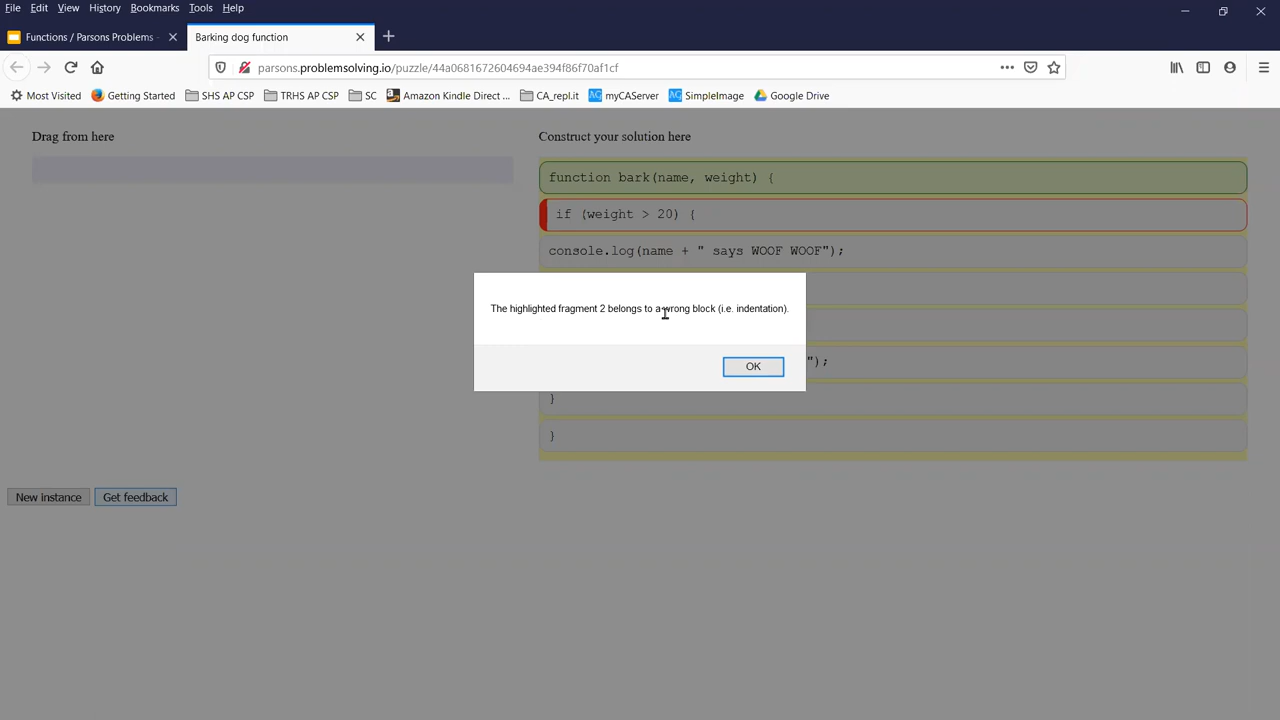 File Edit View History Bookmarks Tools Help
Functions / Parsons Problems -
Barking dog function
parsons.problemsolving.io/puzzle/44a0681672604694ae394f86f70af1cf
Most Visited Getting Started SHS AP CSP TRHS AP CSP SC Amazon Kindle Direct ... CA_repl.it myCAServer SimpleImage Google Drive
Drag from here
Construct your solution here
function bark(name, weight) {
if (weight > 20) {
console.log(name + " says WOOF WOOF");
The highlighted fragment 2 belongs to a wrong block (i.e. indentation).
");
OK
}
}
New instance Get feedback